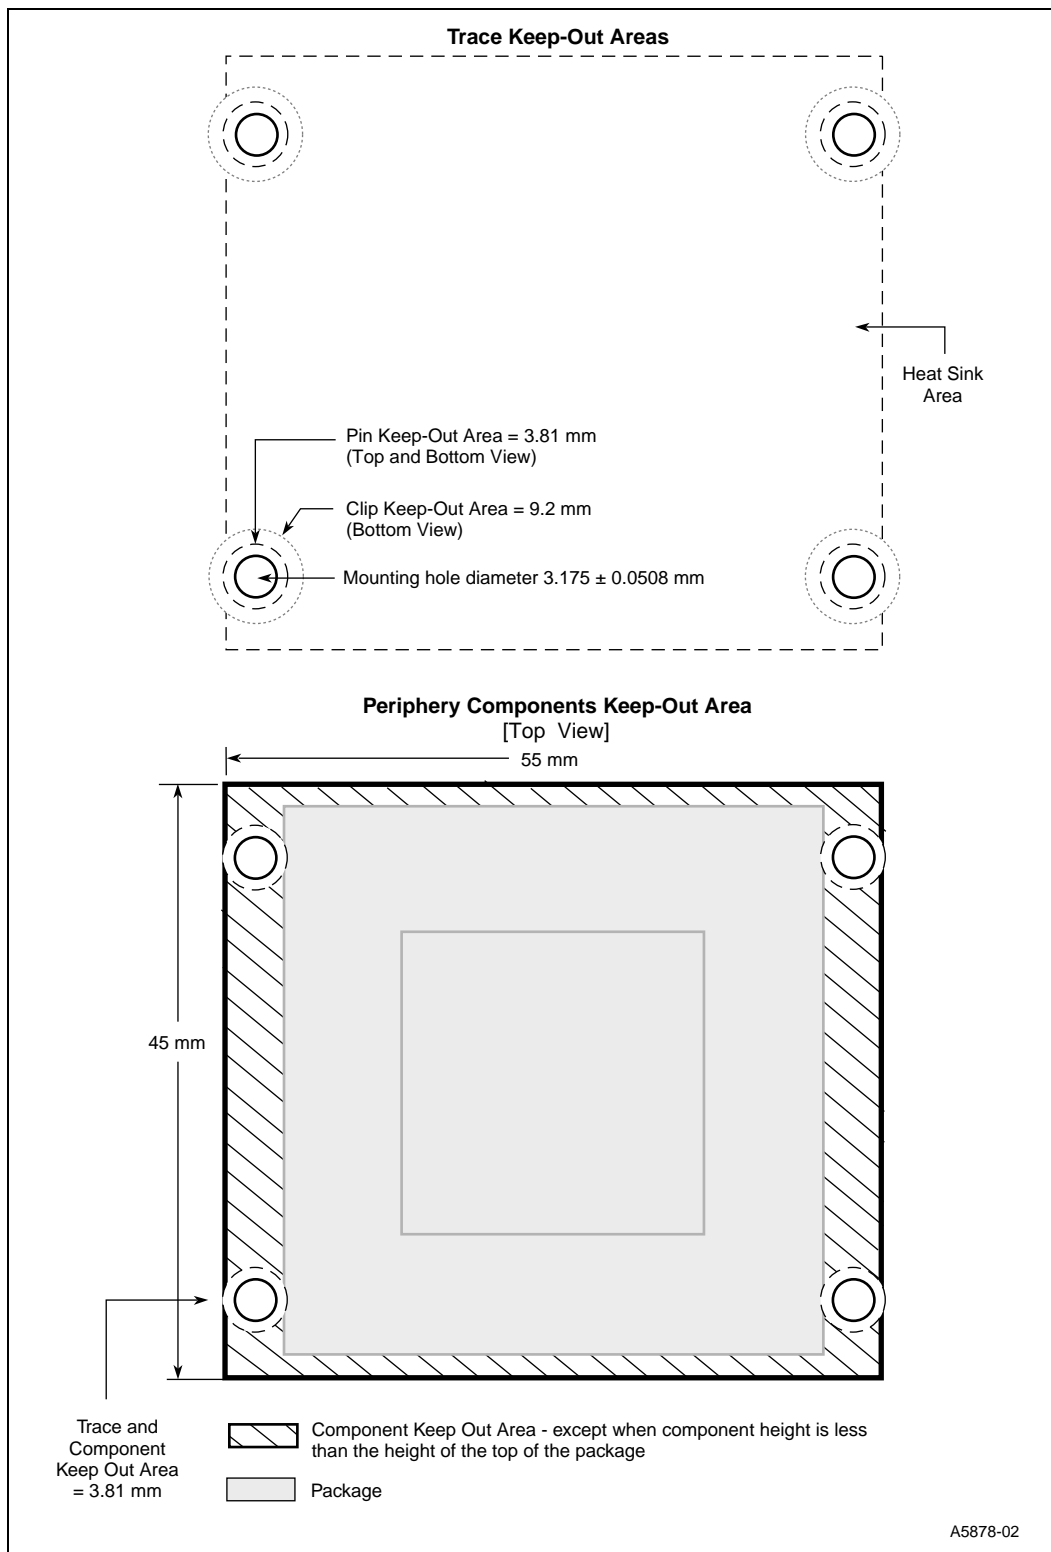 Trace Keep-Out Areas
Heat Sink
Area
Pin Keep-Out Area = 3.81 mm
(Top and Bottom View)
Clip Keep-Out Area = 9.2 mm
(Bottom View)
Mounting hole diameter 3.175 ± 0.0508 mm
Periphery Components Keep-Out Area
[Top View]
55 mm
45 mm
Trace and
Component
Keep Out Area
= 3.81 mm
Component Keep Out Area - except when component height is less
than the height of the top of the package
Package
A5878-02